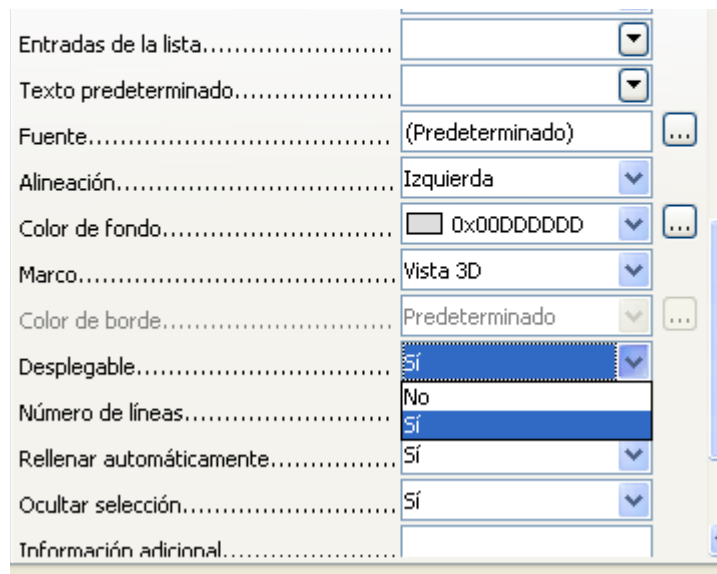 Entradas de la lista........................
Texto predeterminado....................
Fuente...................................... (Predeterminado) ...
Alineación................................... Izquierda
Color de fondo............................. 0x00DDDDDD ...
Marco........................................ Vista 3D
Color de borde............................. Predeterminado ...
Desplegable................................ Sí
No
Número de líneas..........................
Sí
Rellenar automáticamente................ Sí
Ocultar selección........................... Sí
Información adicional.....................